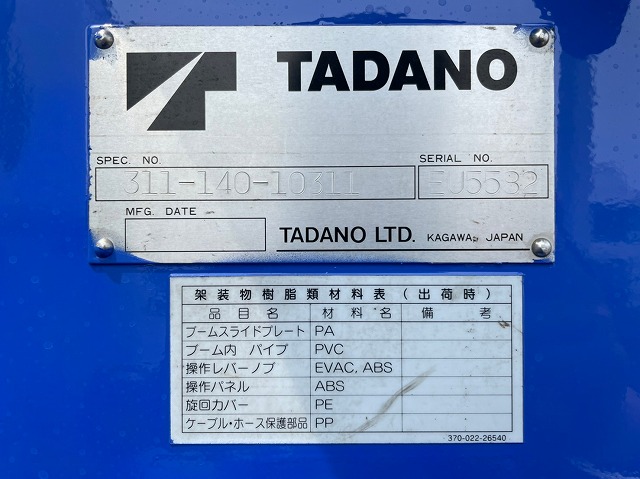 TADANO
SPEC. NO. SERIAL NO.
311-140-10311 EJ5582
MFG. DATE
TADANO LTD. KAGAWA, JAPAN
架装物樹脂類材料表(出荷時)
品目名 材料名 備考
ブームスライドプレート PA
ブーム内 パイプ PVC
操作レバーノブ EVAC, ABS
操作パネル ABS
旋回カバー PE
ケーブル・ホース保護部品 PP
370-022-26540